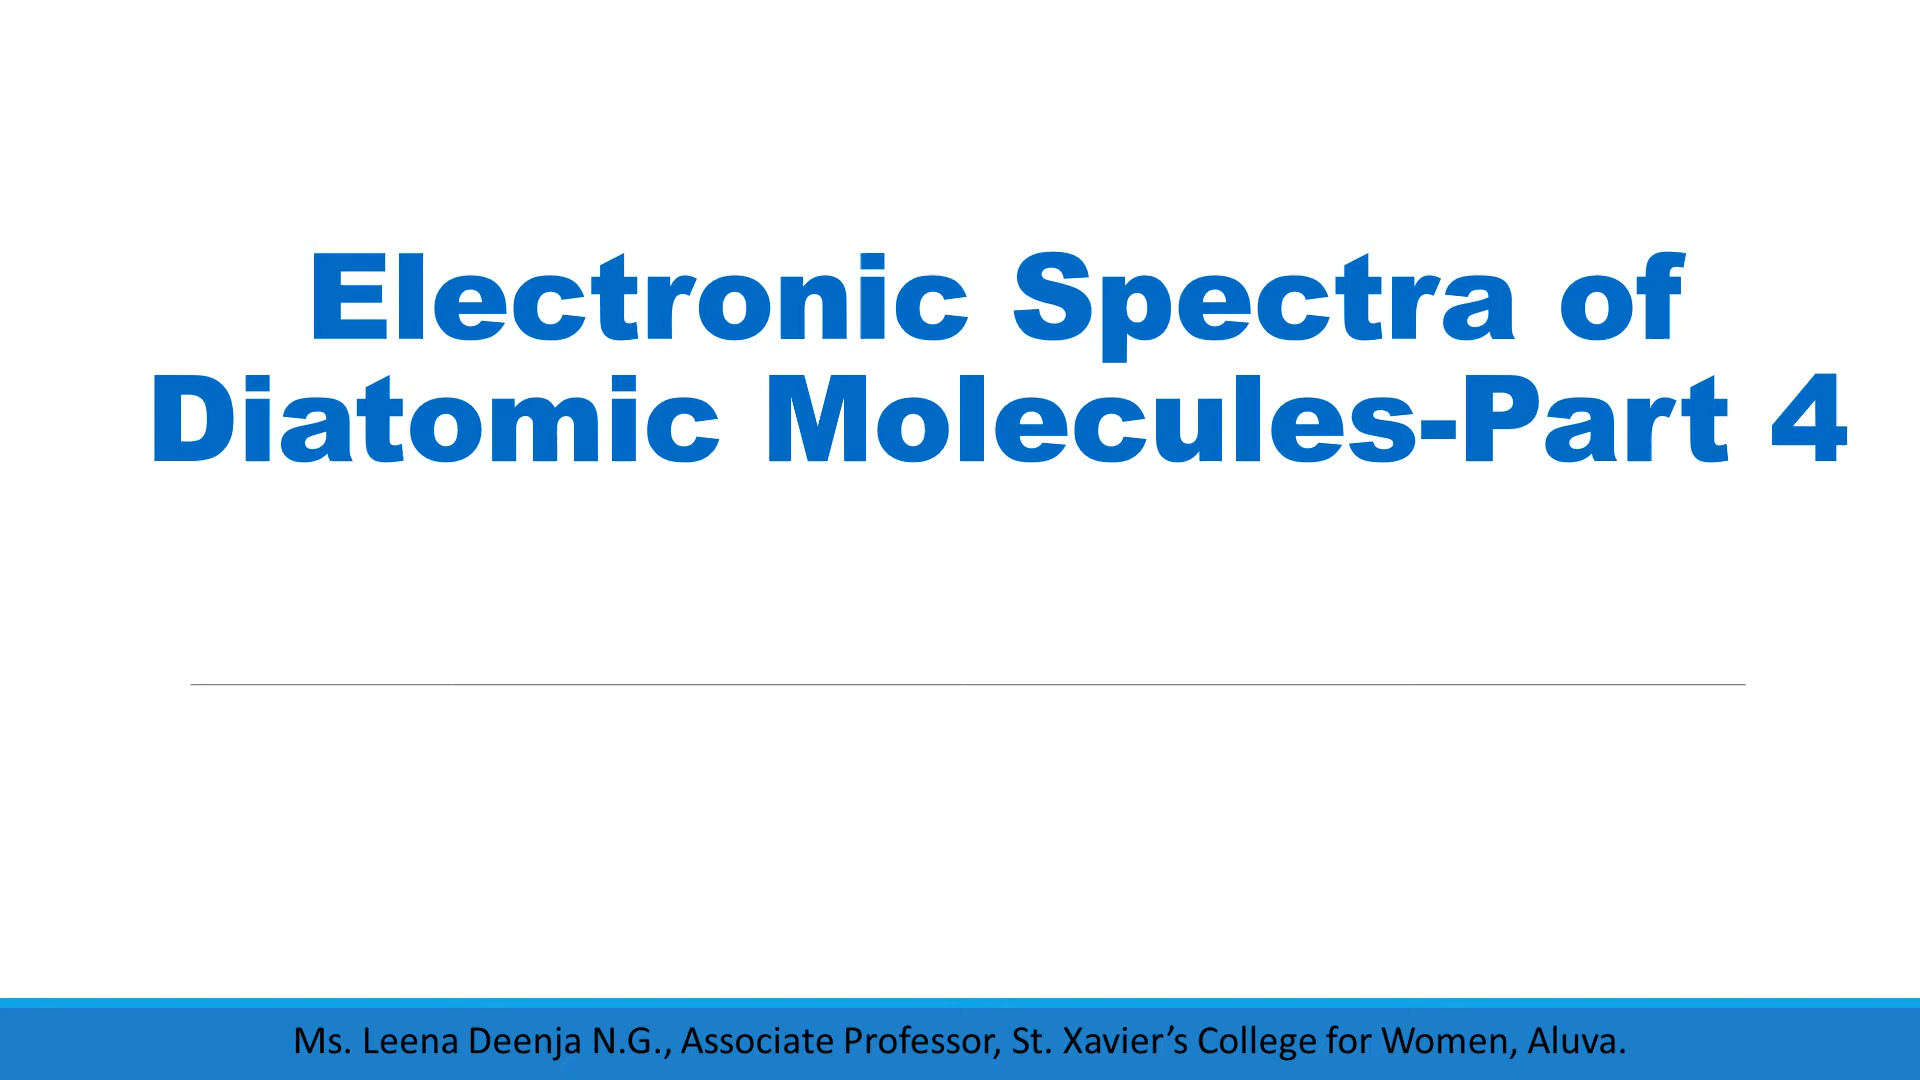 Electronic Spectra of
Diatomic Molecules-Part 4
Ms. Leena Deenja N.G., Associate Professor, St. Xavier’s College for Women, Aluva.